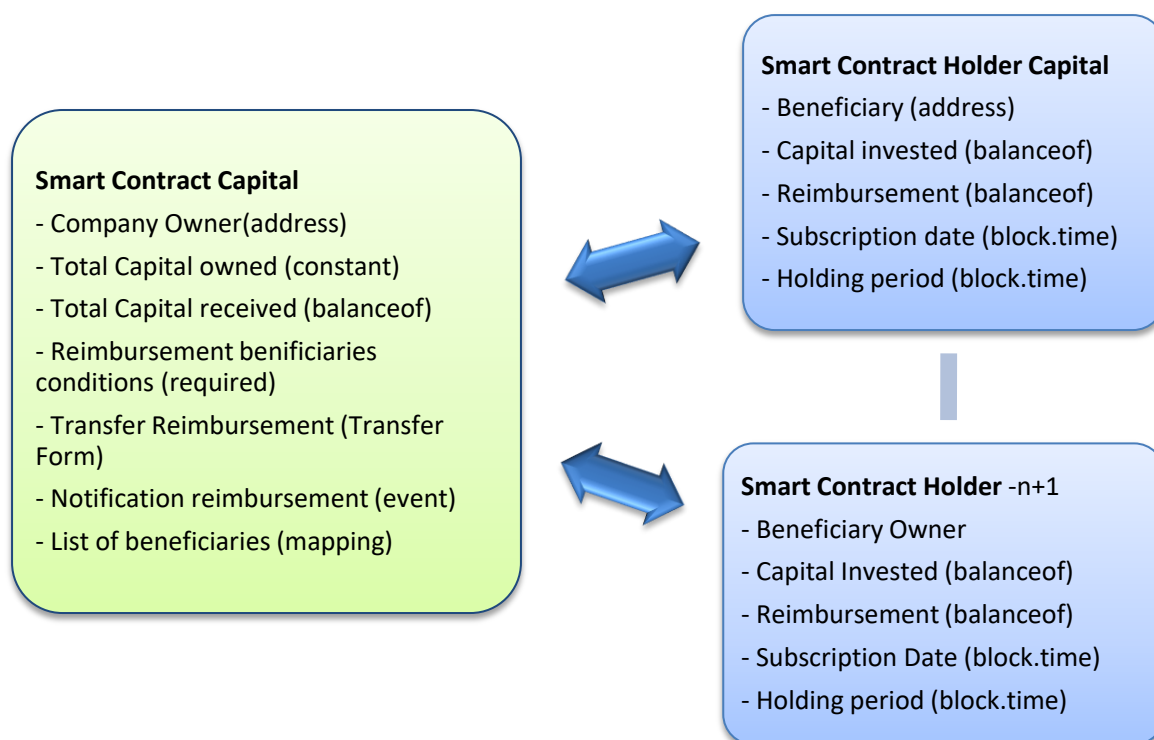 Smart Contract Capital
- Company Owner(address)
- Total Capital owned (constant)
- Total Capital received (balanceof)
- Reimbursement benificiaries
conditions (required)
- Transfer Reimbursement (Transfer
Form)
- Notification reimbursement (event)
- List of beneficiaries (mapping)
Smart Contract Holder Capital
- Beneficiary (address)
- Capital invested (balanceof)
- Reimbursement (balanceof)
- Subscription date (block.time)
- Holding period (block.time)
Smart Contract Holder -n+1
- Beneficiary Owner
- Capital Invested (balanceof)
- Reimbursement (balanceof)
- Subscription Date (block.time)
- Holding period (block.time)